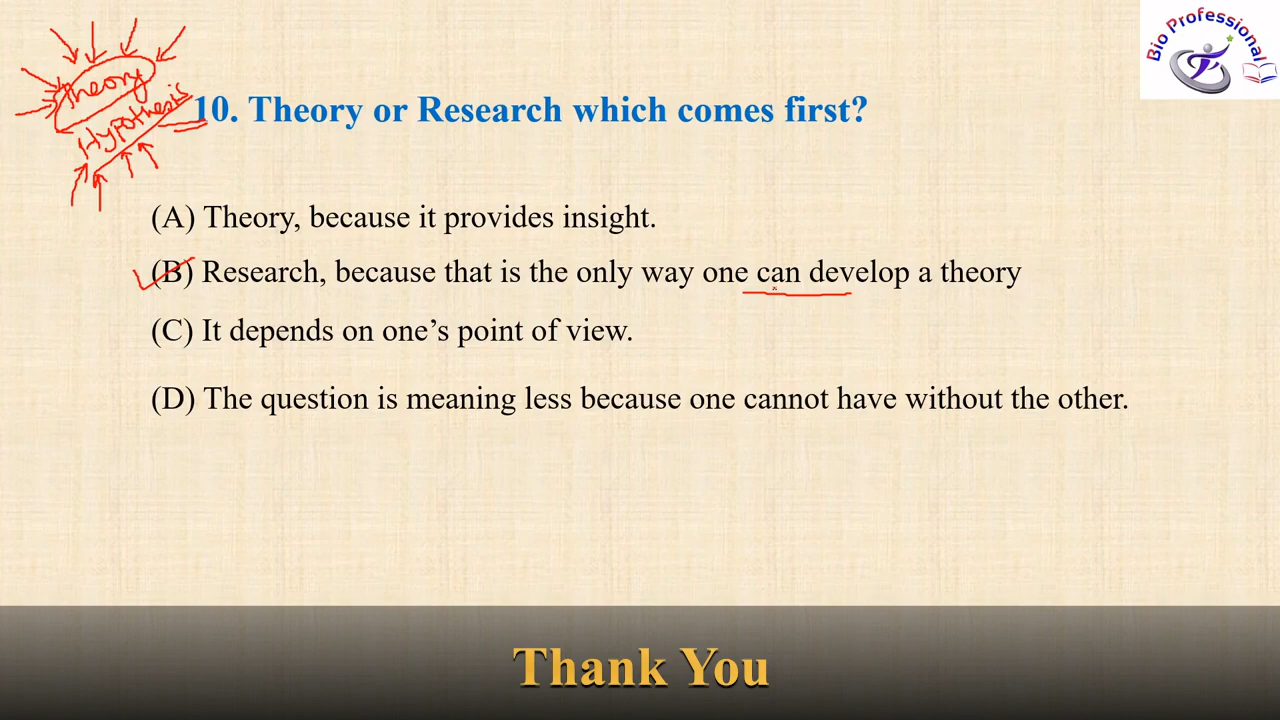 Bio Professional
Theory
Hypothesis
10. Theory or Research which comes first?
(A) Theory, because it provides insight.
(B) Research, because that is the only way one can develop a theory
(C) It depends on one’s point of view.
(D) The question is meaning less because one cannot have without the other.
Thank You